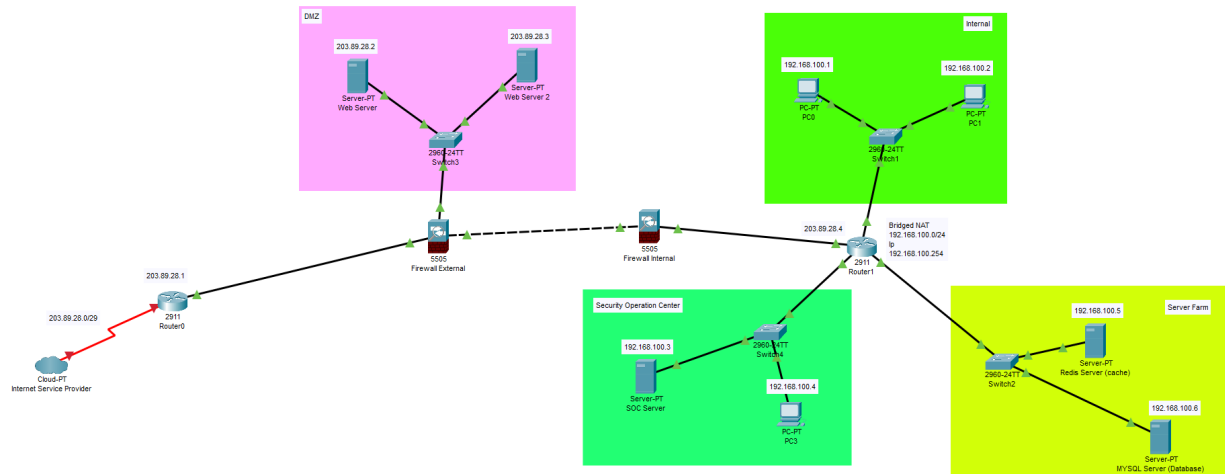 DMZ
203.89.28.2
203.89.28.3
Server-PT
Web Server
Server-PT
Web Server 2
2960-24TT
Switch3
Internal
192.168.100.1
192.168.100.2
PC-PT
PC0
PC-PT
PC1
2960-24TT
Switch1
5505
Firewall External
5505
Firewall Internal
203.89.28.4
Bridged NAT
192.168.100.0/24
Ip
192.168.100.254
2911
Router1
203.89.28.1
2911
Router0
203.89.28.0/29
Cloud-PT
Internet Service Provider
Security Operation Center
2960-24TT
Switch4
192.168.100.3
Server-PT
SOC Server
192.168.100.4
PC-PT
PC3
Server Farm
192.168.100.5
Server-PT
Redis Server (cache)
2960-24TT
Switch2
192.168.100.6
Server-PT
MYSQL Server (Database)